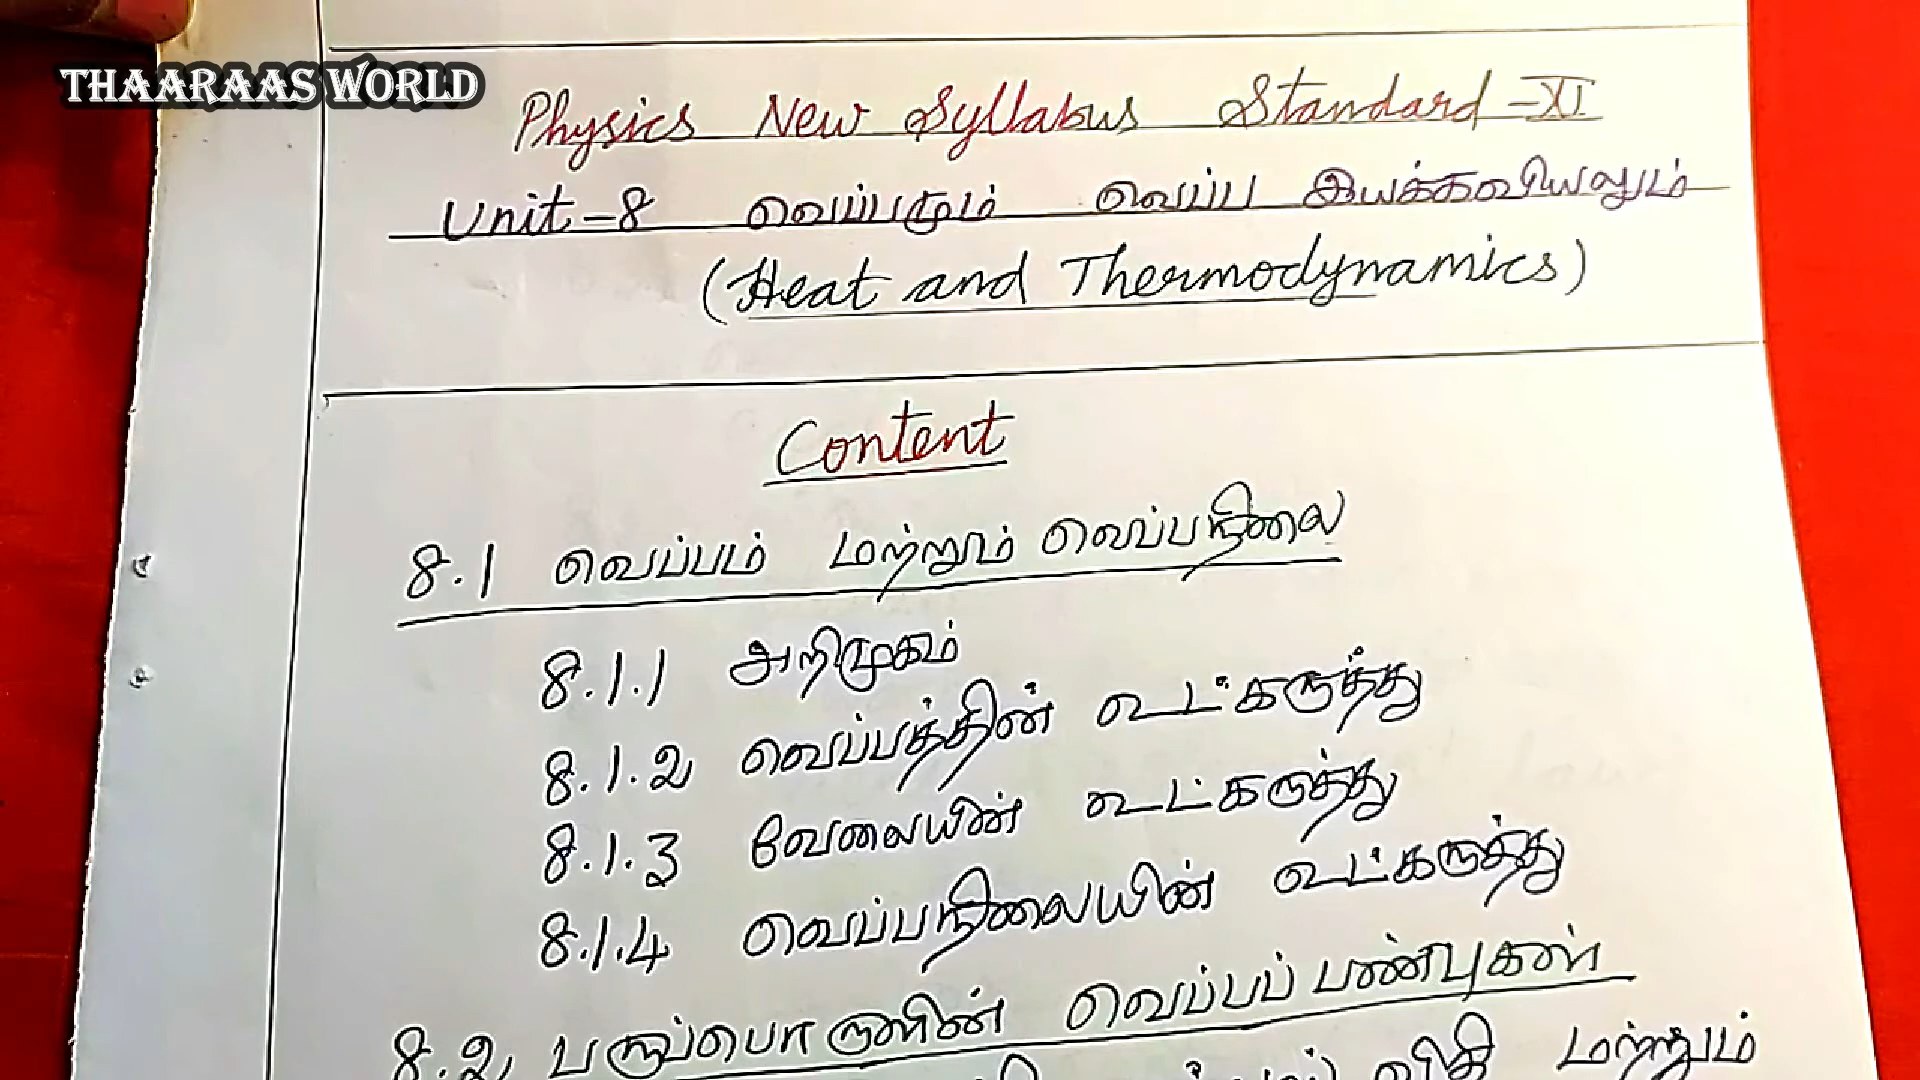 THAARAAS WORLD
Physics New Syllabus Standard - XI
Unit - 8 வெப்பமும் வெப்ப இயக்கவியலும்
(Heat and Thermodynamics)
Content
8.1 வெப்பம் மற்றும் வெப்பநிலை
8.1.1 அறிமுகம்
8.1.2 வெப்பத்தின் உட்கருத்து
8.1.3 வேலையின் உட்கருத்து
8.1.4 வெப்பநிலையின் உட்கருத்து
8.2 பருப்பொருளின் வெப்பப் பண்புகள்
விதி மற்றும்